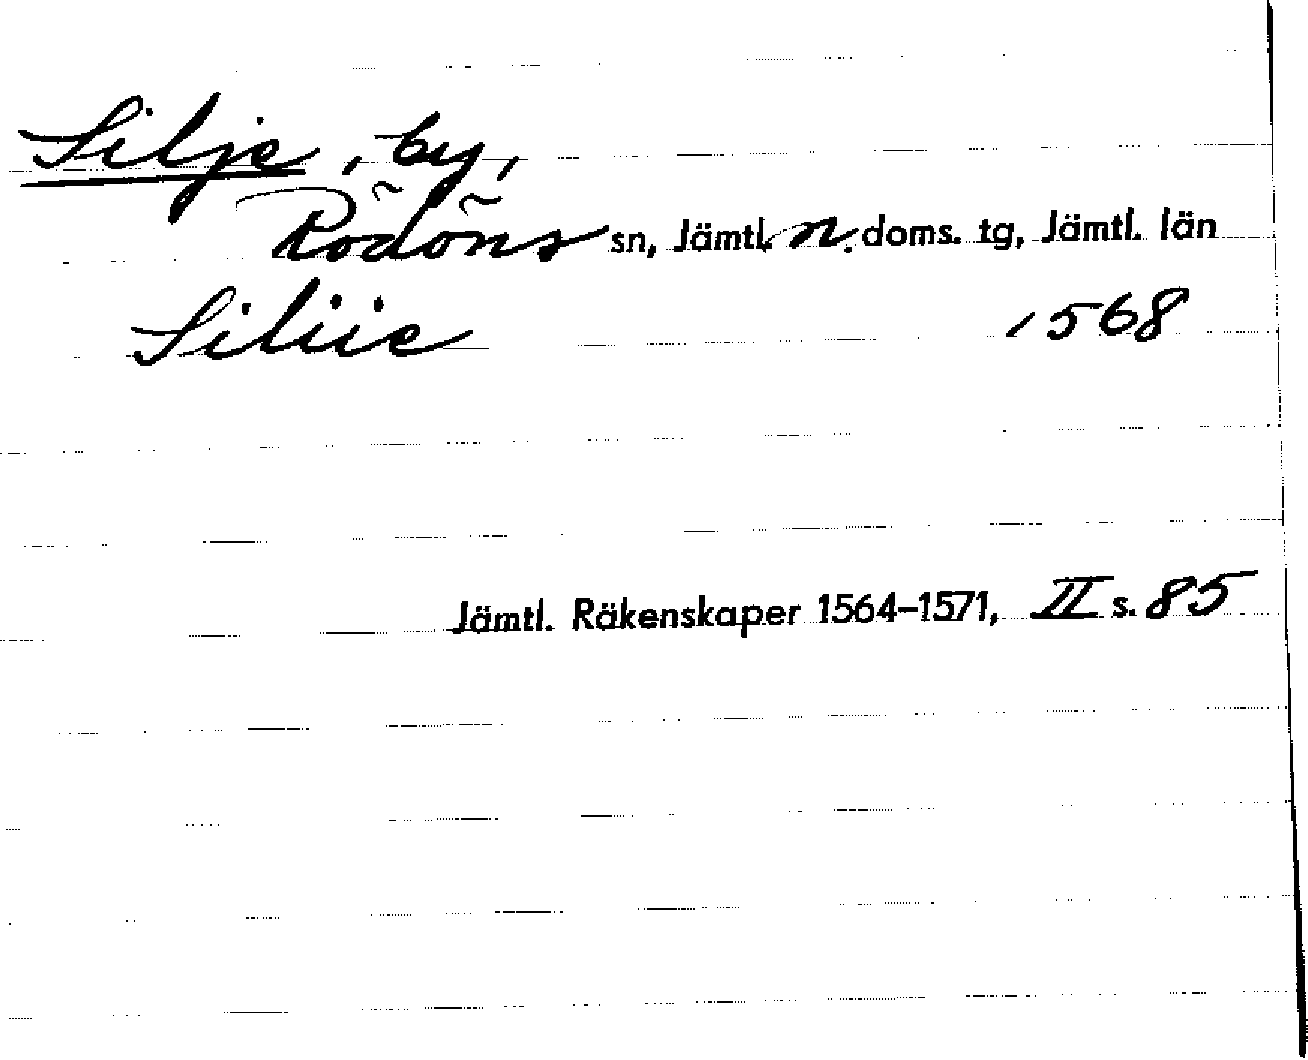 Silje, by,
Rödöns sn, Jämtl. n. doms. tg, Jämtl. län
Siliie 1568
Jämtl. Räkenskaper 1564–1571, II s. 85